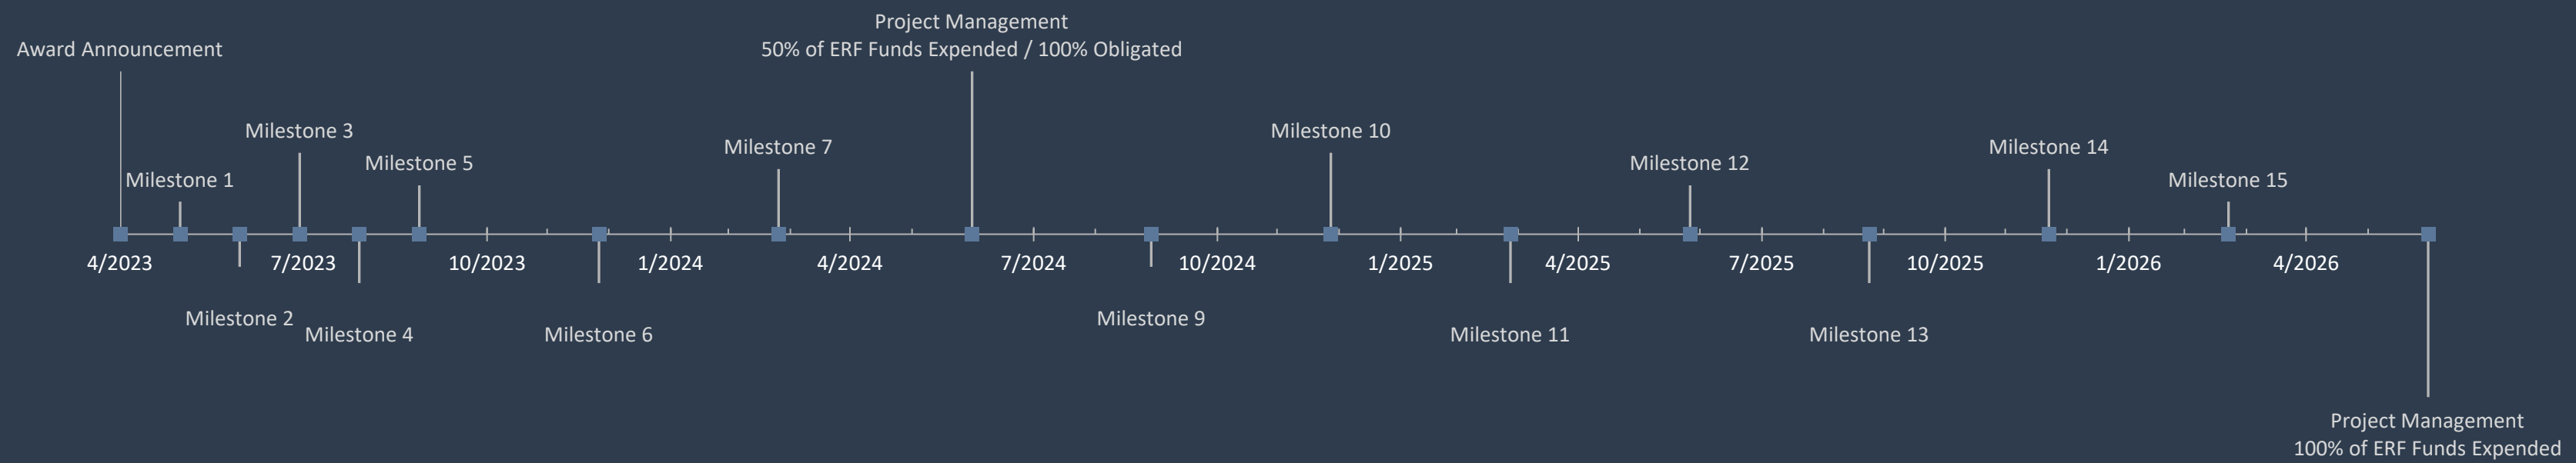 Project Management
Award Announcement
50% of ERF Funds Expended / 100% Obligated
Milestone 3
Milestone 10
Milestone 7
Milestone 14
Milestone 5
Milestone 12
Milestone 1
Milestone 15
4/2023
7/2023
10/2023
1/2024
4/2024
7/2024
10/2024
1/2025
4/2025
7/2025
10/2025
1/2026
4/2026
Milestone 2
Milestone 9
Milestone 4
Milestone 6
Milestone 11
Milestone 13
Project Management
100% of ERF Funds Expended